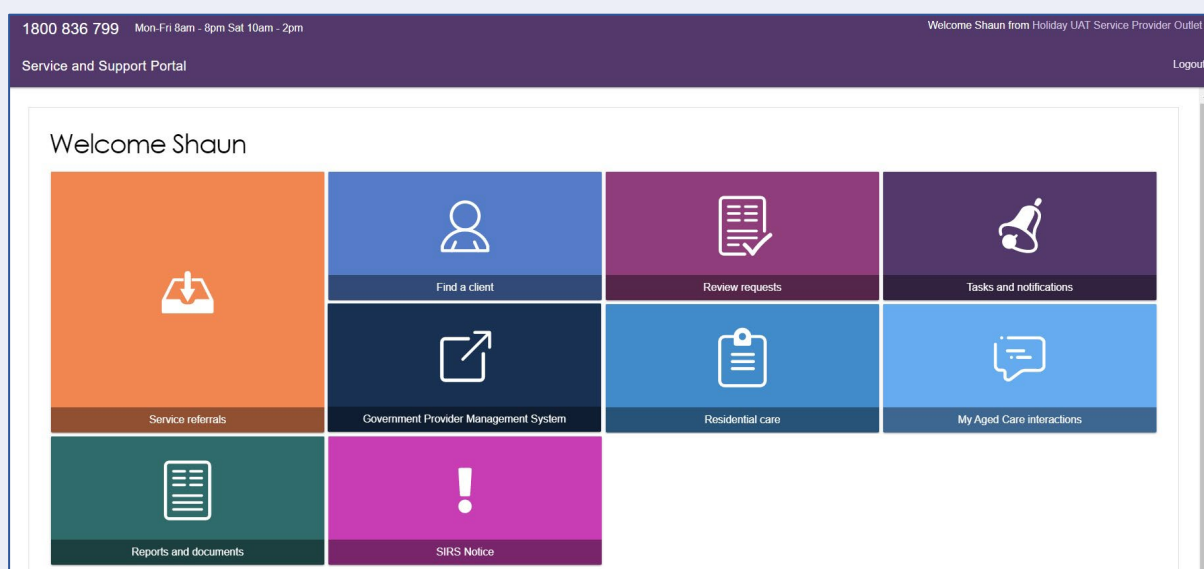 1800 836 799 Mon-Fri 8am - 8pm Sat 10am - 2pm
Welcome Shaun from Holiday UAT Service Provider Outlet
Service and Support Portal
Logout
Welcome Shaun
Find a client
Review requests
Tasks and notifications
Service referrals
Government Provider Management System
Residential care
My Aged Care interactions
Reports and documents
SIRS Notice